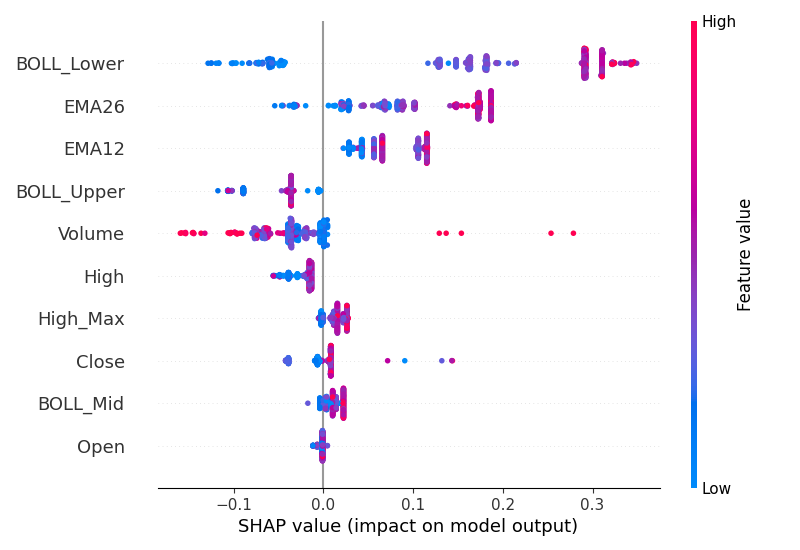 High
BOLL_Lower
EMA26
EMA12
BOLL_Upper
Volume
High
High_Max
Close
BOLL_Mid
Open
Feature value
Low
−0.1 0.0 0.1 0.2 0.3
SHAP value (impact on model output)